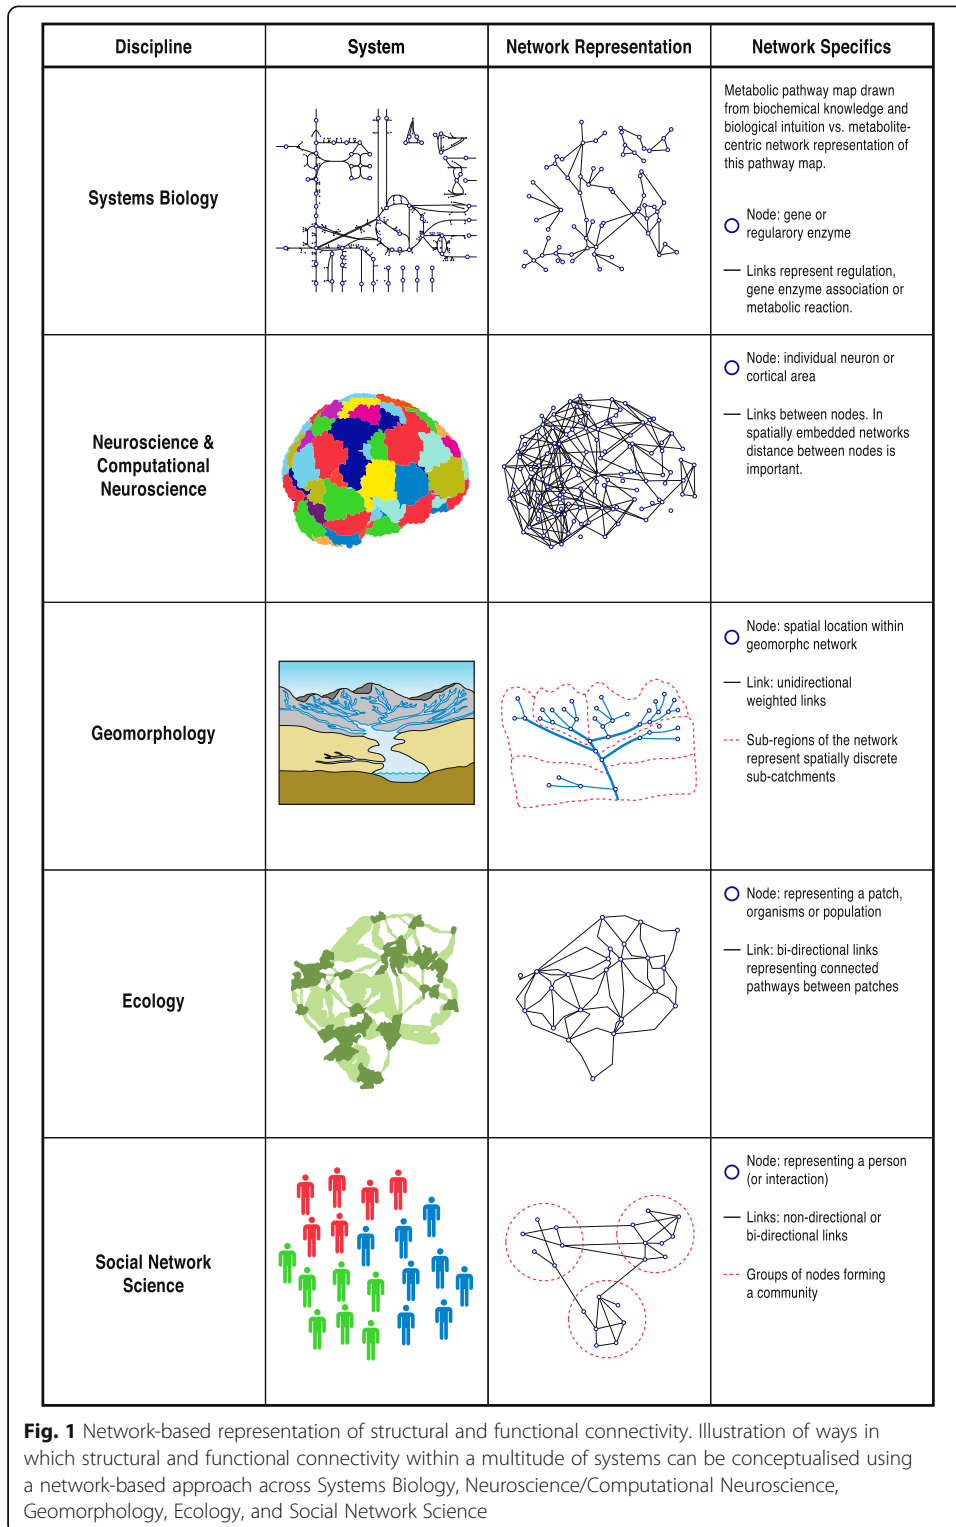 Discipline
System
Network Representation
Network Specifics
Systems Biology
Metabolic pathway map drawn
from biochemical knowledge and
biological intuition vs. metabolite-
centric network representation of
this pathway map.
Node: gene or
regularory enzyme
Links represent regulation,
gene enzyme association or
metabolic reaction.
Neuroscience &
Computational
Neuroscience
Node: individual neuron or
cortical area
Links between nodes. In
spatially embedded networks
distance between nodes is
important.
Geomorphology
Node: spatial location within
geomorphc network
Link: unidirectional
weighted links
Sub-regions of the network
represent spatially discrete
sub-catchments
Ecology
Node: representing a patch,
organisms or population
Link: bi-directional links
representing connected
pathways between patches
Social Network
Science
Node: representing a person
(or interaction)
Links: non-directional or
bi-directional links
Groups of nodes forming
a community
Fig. 1 Network-based representation of structural and functional connectivity. Illustration of ways in
which structural and functional connectivity within a multitude of systems can be conceptualised using
a network-based approach across Systems Biology, Neuroscience/Computational Neuroscience,
Geomorphology, Ecology, and Social Network Science